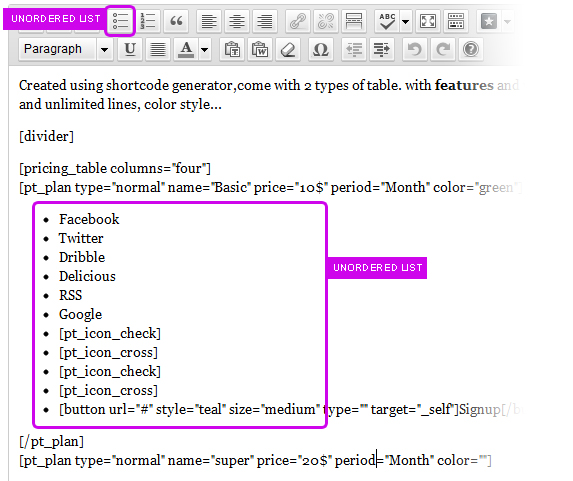 UNORDERED LIST
ABC
Paragraph
Created using shortcode generator,come with 2 types of table. with features and
and unlimited lines, color style...
[divider]
[pricing_table columns="four"]
[pt_plan type="normal" name="Basic" price="10$" period="Month" color="green"
• Facebook
• Twitter
• Dribble
• Delicious
UNORDERED LIST
• RSS
• Google
• [pt_icon_check]
• [pt_icon_cross]
• [pt_icon_check]
• [pt_icon_cross]
• [button url="#" style="teal" size="medium" type="" target="_self"]Signup[/b
[/pt_plan]
[pt_plan type="normal" name="super" price="20$" period="Month" color=""]